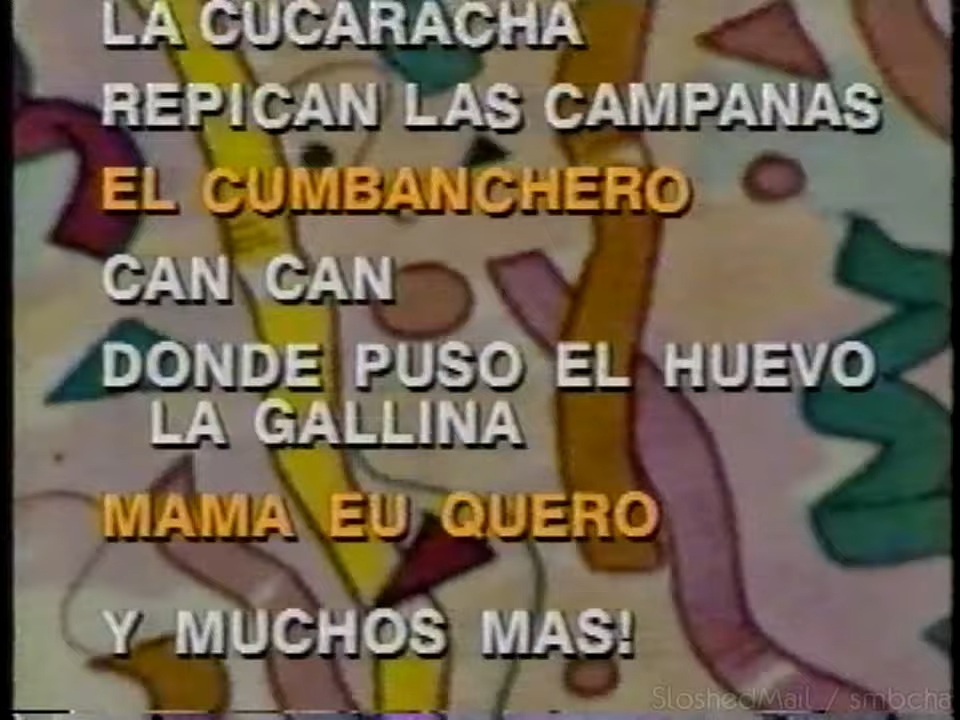 LA CUCARACHA
REPICAN LAS CAMPANAS
EL CUMBANCHERO
CAN CAN
DONDE PUSO EL HUEVO
LA GALLINA
MAMA EU QUERO
Y MUCHOS MAS!
SloshedMail / smbcha